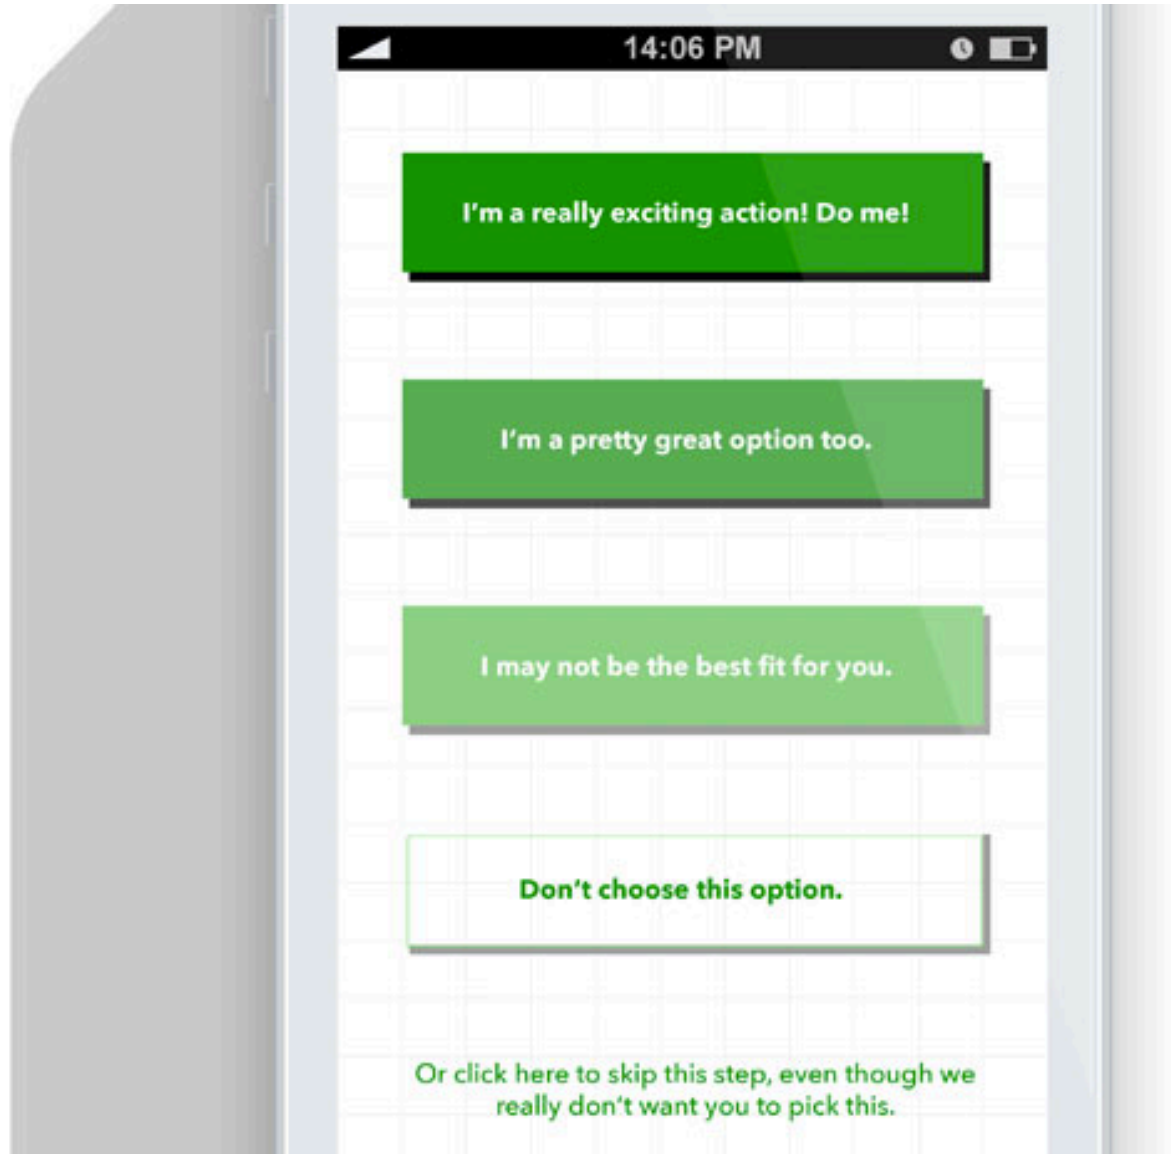 14:06 PM
I'm a really exciting action! Do me!
I'm a pretty great option too.
I may not be the best fit for you.
Don't choose this option.
Or click here to skip this step, even though we
really don't want you to pick this.